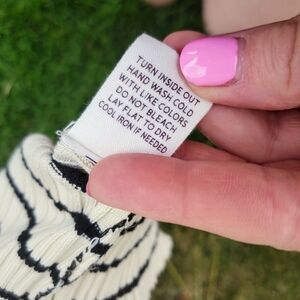 TURN INSIDE OUT
HAND WASH COLD
WITH LIKE COLORS
DO NOT BLEACH
LAY FLAT TO DRY
COOL IRON IF NEEDED